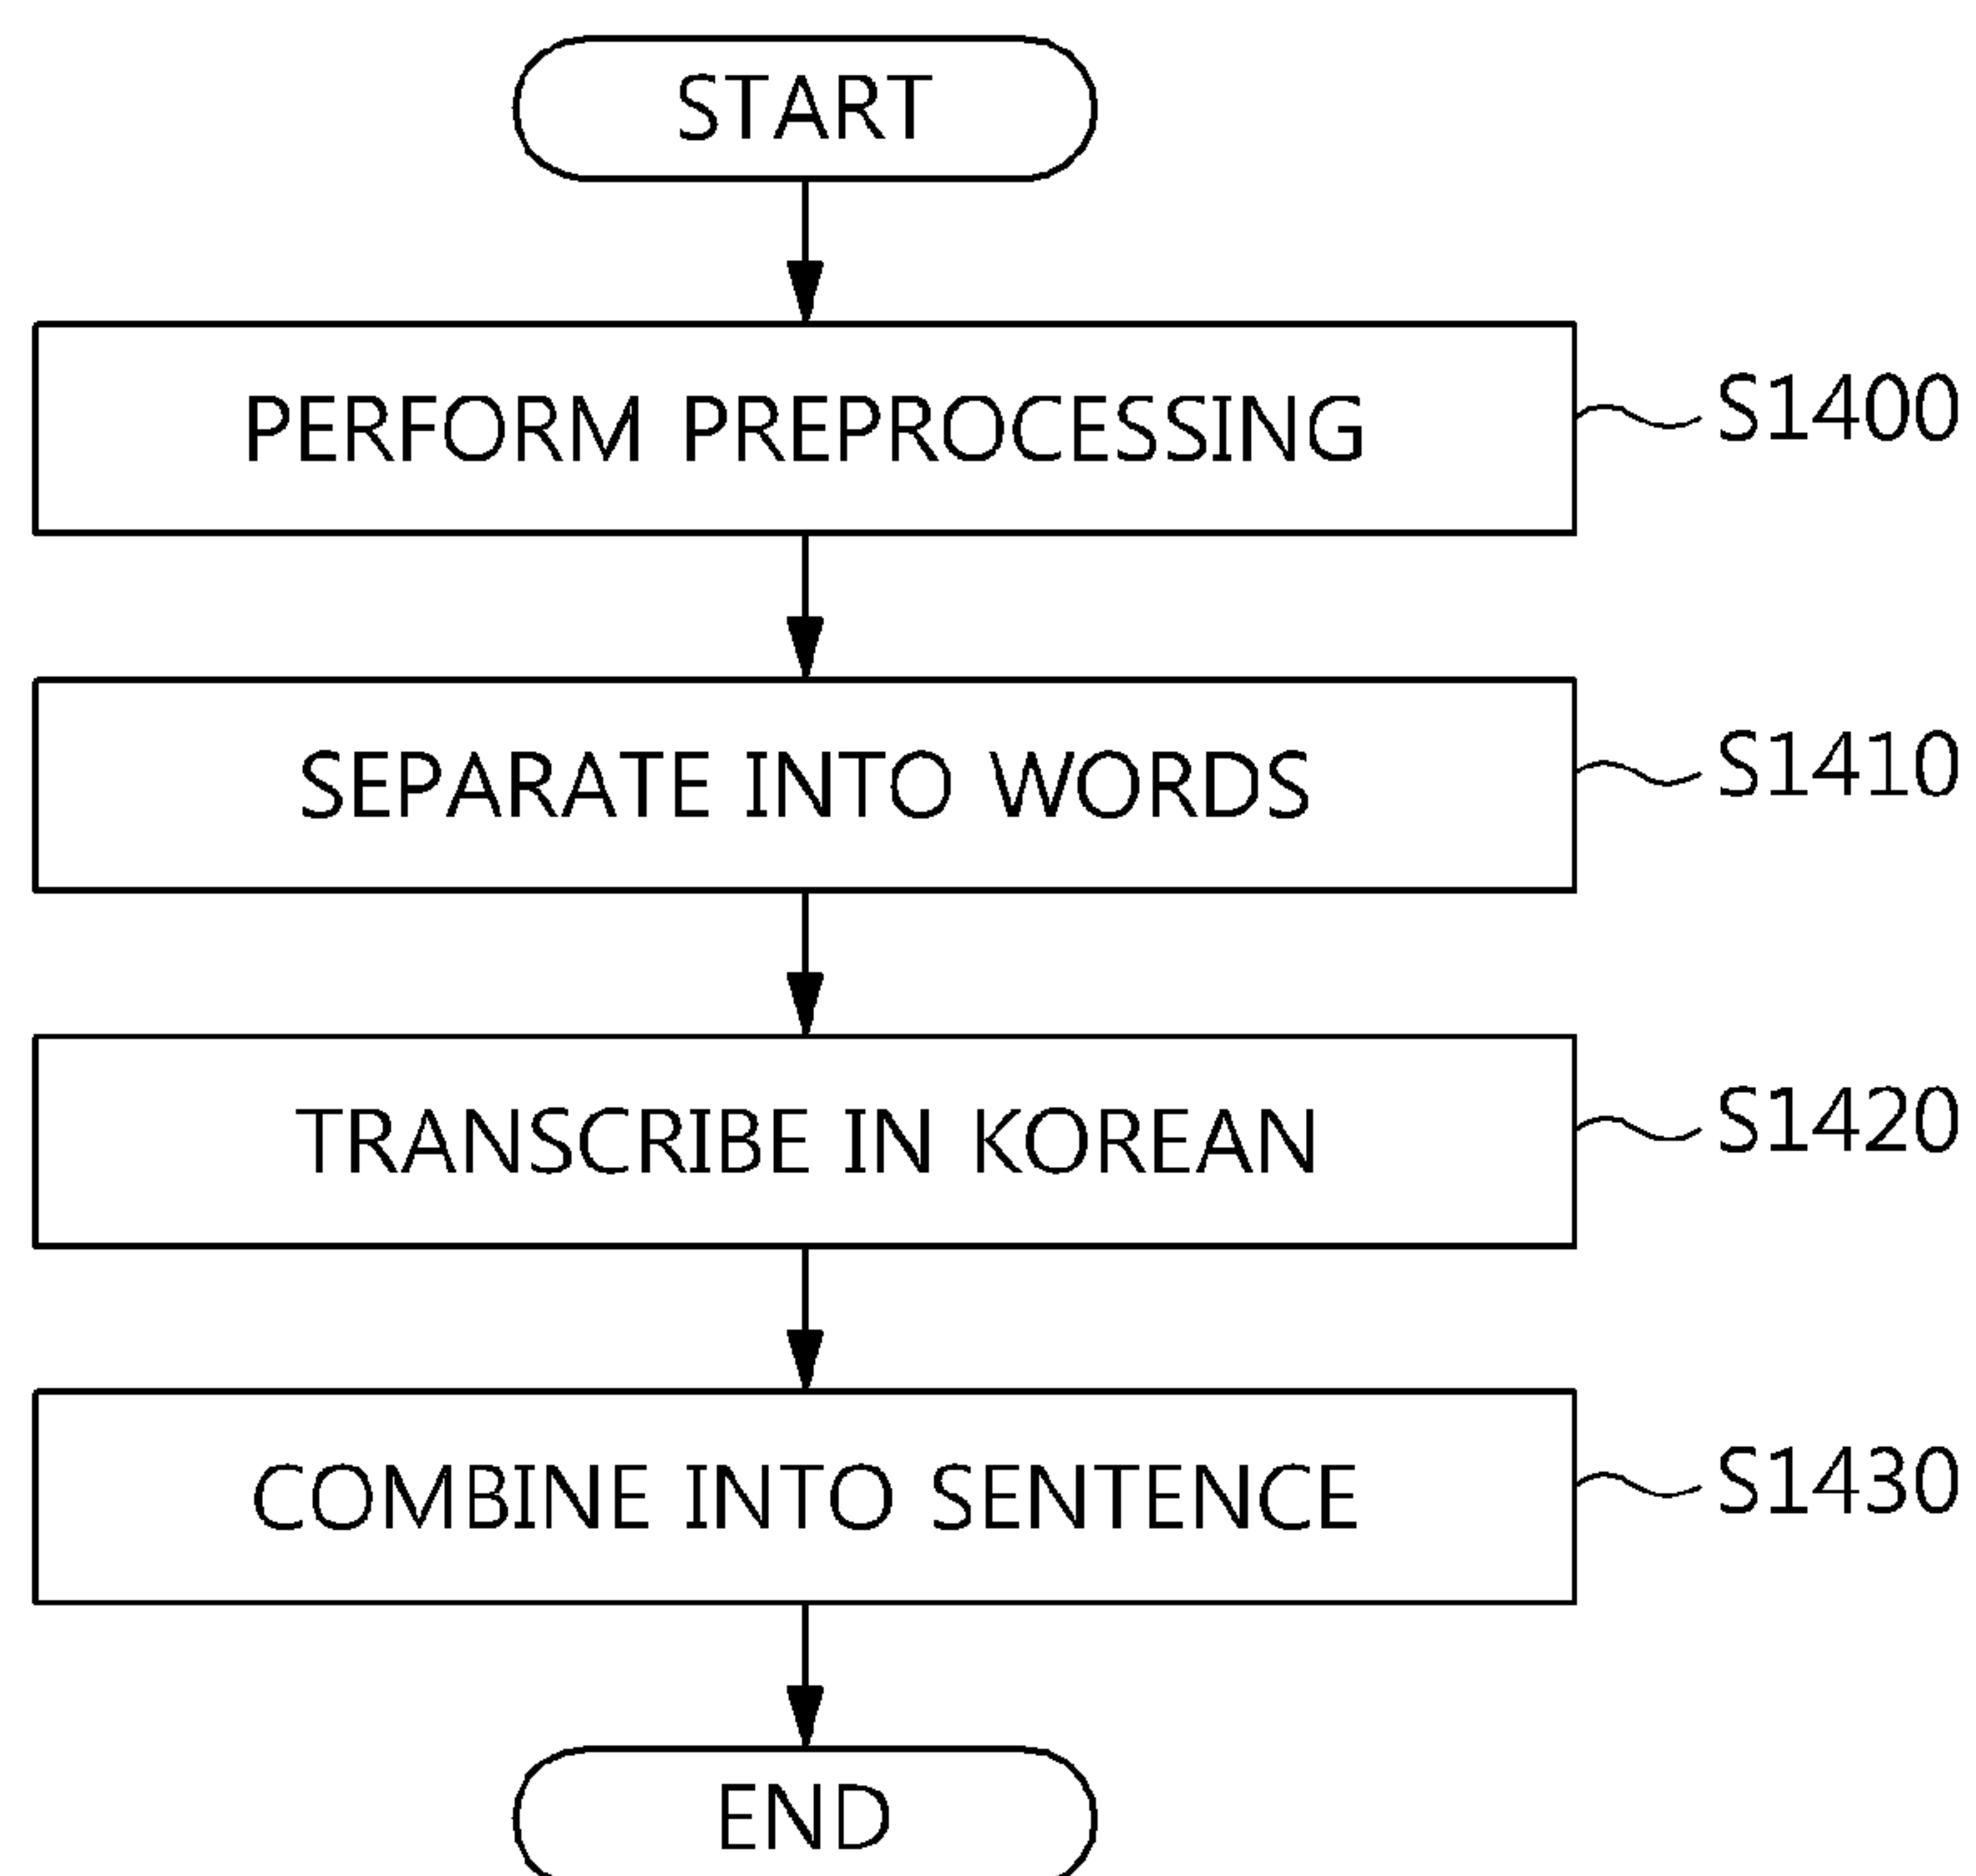 START
PERFORM PREPROCESSING
S1400
SEPARATE INTO WORDS
S1410
TRANSCRIBE IN KOREAN
S1420
COMBINE INTO SENTENCE
S1430
END